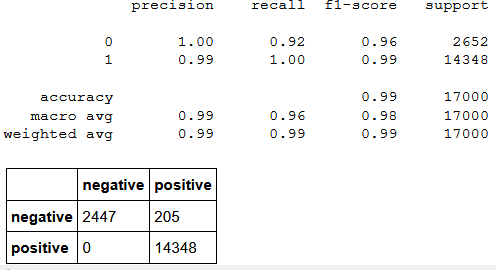 precision recall f1-score support
0 1.00 0.92 0.96 2652
1 0.99 1.00 0.99 14348
accuracy 0.99 17000
macro avg 0.99 0.96 0.98 17000
weighted avg 0.99 0.99 0.99 17000
negative positive
negative 2447 205
positive 0 14348